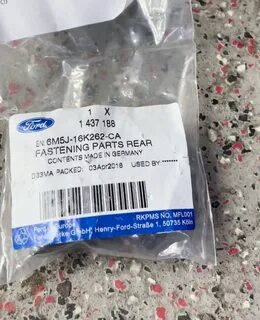 Ford
1 X
1 437 188
EN: 6M5J-16K262-CA
FASTENING PARTS REAR
CONTENTS MADE IN GERMANY
D33MA PACKED: 03Apr2018 USED BY -------
RKPMS NO. MFL001
Henry-Ford-Straße 1, 50735 Köln